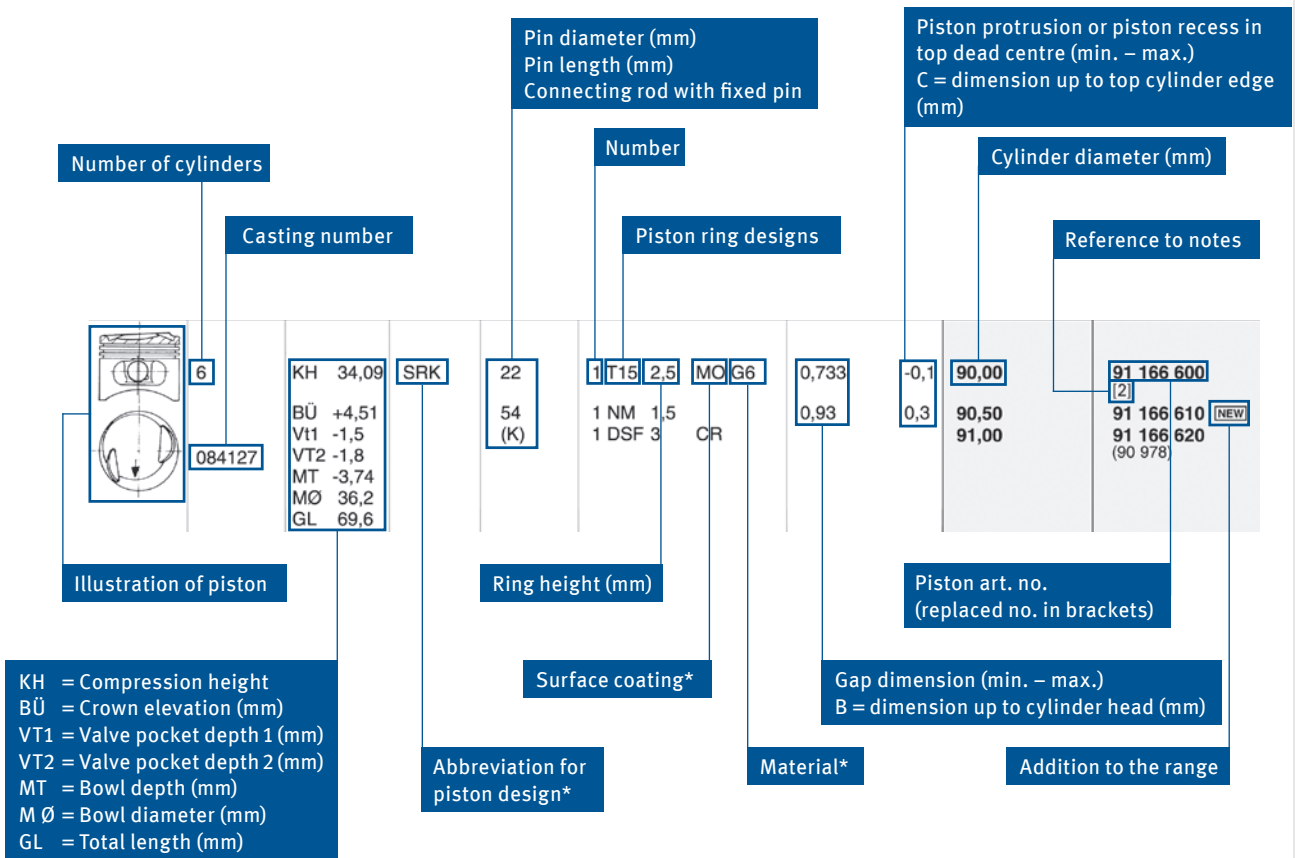 Pin diameter (mm)
Pin length (mm)
Connecting rod with fixed pin
Piston protrusion or piston recess in
top dead centre (min. – max.)
C = dimension up to top cylinder edge
(mm)
Number of cylinders
Number
Cylinder diameter (mm)
Casting number
Piston ring designs
Reference to notes
6
084127
KH 34,09
BÜ +4,51
Vt1 -1,5
VT2 -1,8
MT -3,74
MØ 36,2
GL 69,6
SRK
22
54
(K)
1 T15 2,5 MO G6
1 NM 1,5
1 DSF 3 CR
0,733
0,93
-0,1
0,3
90,00
90,50
91,00
91 166 600
[2]
91 166 610 NEW
91 166 620
(90 978)
Illustration of piston
Ring height (mm)
Piston art. no.
(replaced no. in brackets)
KH = Compression height
BÜ = Crown elevation (mm)
VT1 = Valve pocket depth 1 (mm)
VT2 = Valve pocket depth 2 (mm)
MT = Bowl depth (mm)
M Ø = Bowl diameter (mm)
GL = Total length (mm)
Surface coating*
Gap dimension (min. – max.)
B = dimension up to cylinder head (mm)
Abbreviation for
piston design*
Material*
Addition to the range